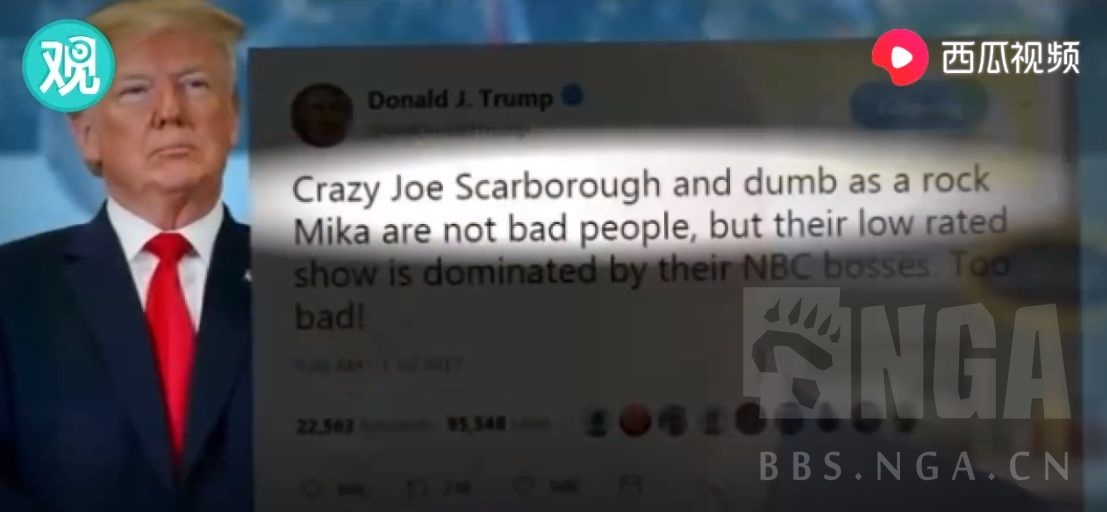 观
西瓜视频
Donald J. Trump
Crazy Joe Scarborough and dumb as a rock
Mika are not bad people, but their low rated
show is dominated by their NBC bosses. Too
bad!
22,563
NGA
BBS.NGA.CN